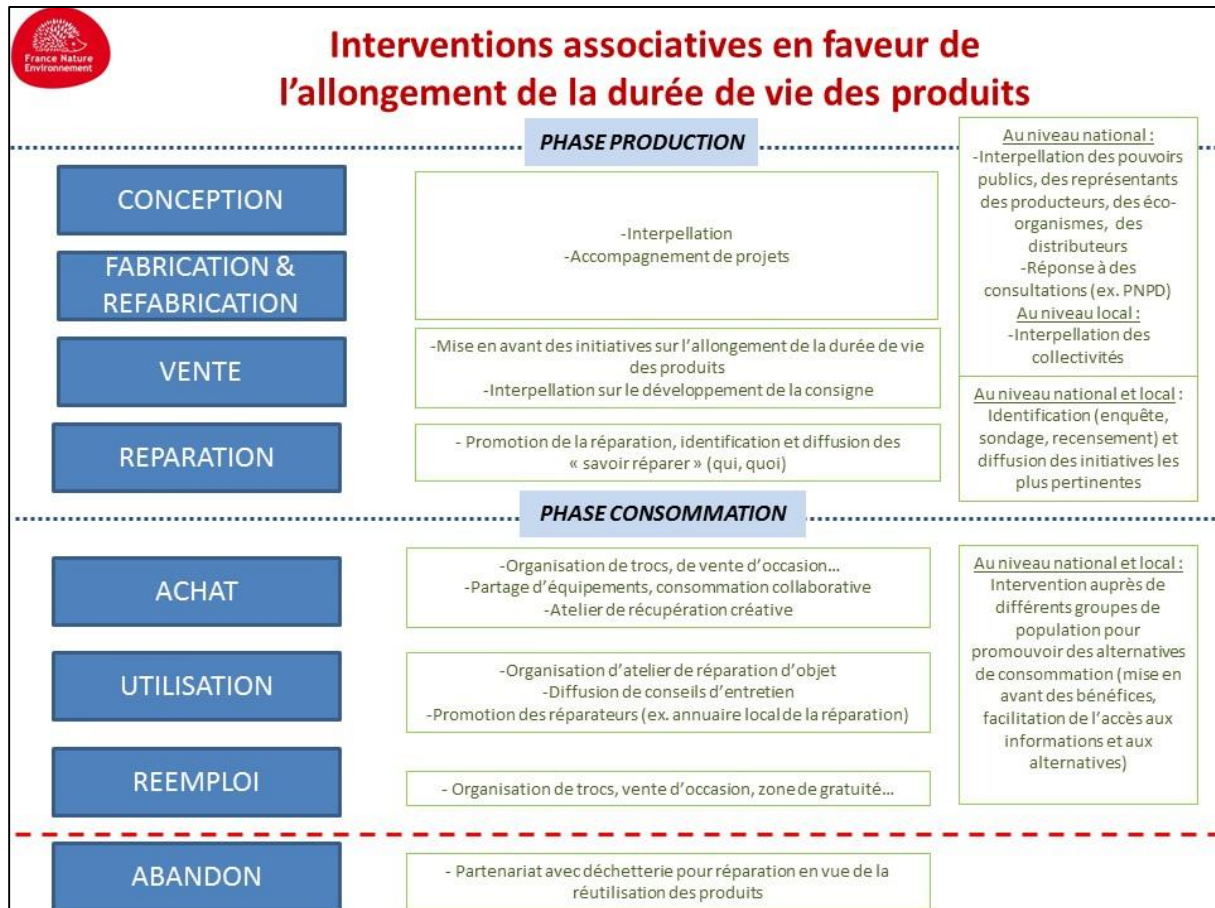 France Nature
Environnement
Interventions associatives en faveur de
l'allongement de la durée de vie des produits
PHASE PRODUCTION
CONCEPTION
FABRICATION &
REFABRICATION
-Interpellation
-Accompagnement de projets
VENTE
-Mise en avant des initiatives sur l'allongement de la durée de vie
des produits
-Interpellation sur le développement de la consigne
REPARATION
- Promotion de la réparation, identification et diffusion des
« savoir réparer » (qui, quoi)
Au niveau national :
-Interpellation des pouvoirs
publics, des représentants
des producteurs, des éco-
organismes, des
distributeurs
-Réponse à des
consultations (ex. PNPD)
Au niveau local :
-Interpellation des
collectivités
Au niveau national et local :
Identification (enquête,
sondage, recensement) et
diffusion des initiatives les
plus pertinentes
PHASE CONSOMMATION
ACHAT
-Organisation de trocs, de vente d'occasion...
-Partage d'équipements, consommation collaborative
-Atelier de récupération créative
UTILISATION
-Organisation d'atelier de réparation d'objet
-Diffusion de conseils d'entretien
-Promotion des réparateurs (ex. annuaire local de la réparation)
REEMPLOI
- Organisation de trocs, vente d'occasion, zone de gratuité...
Au niveau national et local :
Intervention auprès de
différents groupes de
population pour
promouvoir des alternatives
de consommation (mise en
avant des bénéfices,
facilitation de l'accès aux
informations et aux
alternatives)
ABANDON
- Partenariat avec déchetterie pour réparation en vue de la
réutilisation des produits